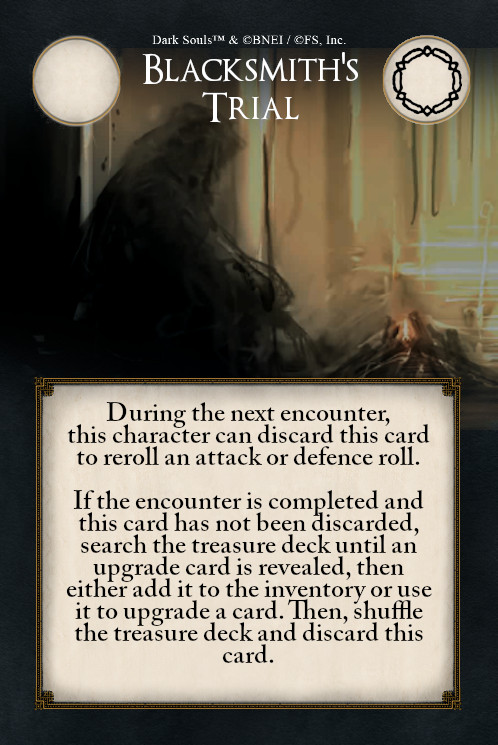 Dark Souls™ & ©BNEI / ©FS, Inc.
Blacksmith's
Trial
During the next encounter,
this character can discard this card
to reroll an attack or defence roll.
If the encounter is completed and
this card has not been discarded,
search the treasure deck until an
upgrade card is revealed, then
either add it to the inventory or use
it to upgrade a card. Then, shuffle
the treasure deck and discard this
card.